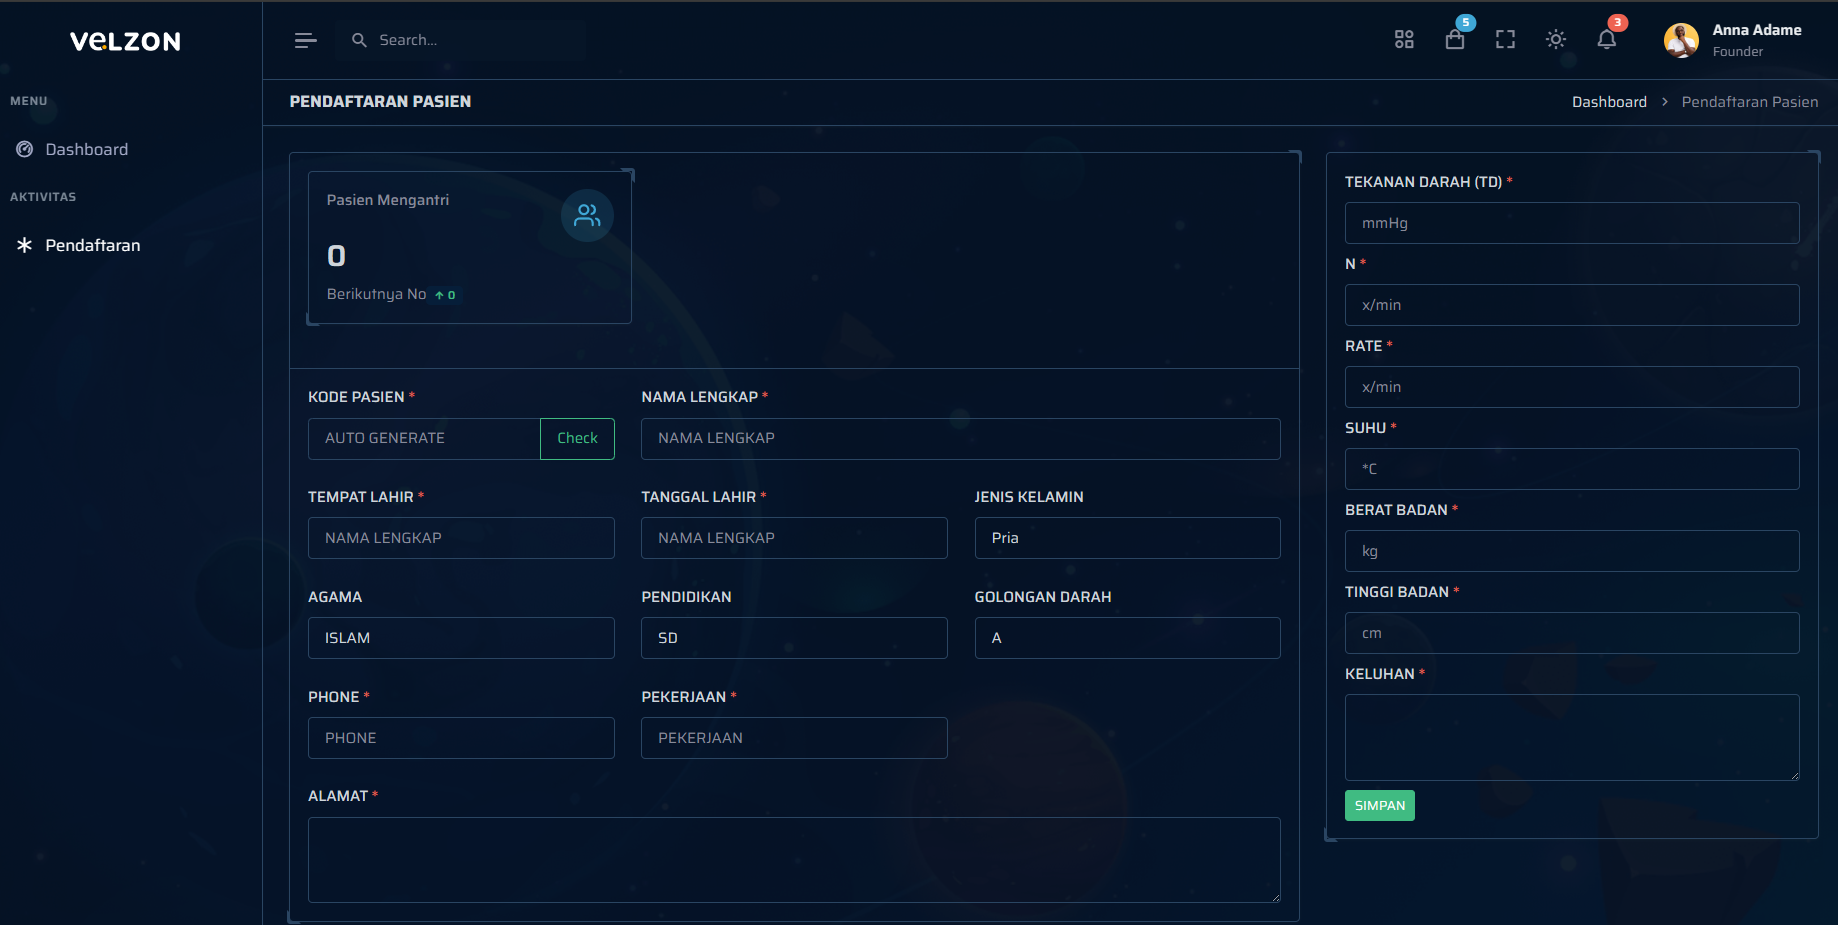 VELZON
MENU
Dashboard
AKTIVITAS
Pendaftaran
Search...
5
3
Anna Adame
Founder
PENDAFTARAN PASIEN
Dashboard > Pendaftaran Pasien
Pasien Mengantri
0
Berikutnya No ↑ 0
KODE PASIEN *
AUTO GENERATE
Check
NAMA LENGKAP *
NAMA LENGKAP
TEMPAT LAHIR *
NAMA LENGKAP
TANGGAL LAHIR *
NAMA LENGKAP
JENIS KELAMIN
Pria
AGAMA
ISLAM
PENDIDIKAN
SD
GOLONGAN DARAH
A
PHONE *
PHONE
PEKERJAAN *
PEKERJAAN
ALAMAT *
TEKANAN DARAH (TD) *
mmHg
N *
x/min
RATE *
x/min
SUHU *
*C
BERAT BADAN *
kg
TINGGI BADAN *
cm
KELUHAN *
SIMPAN